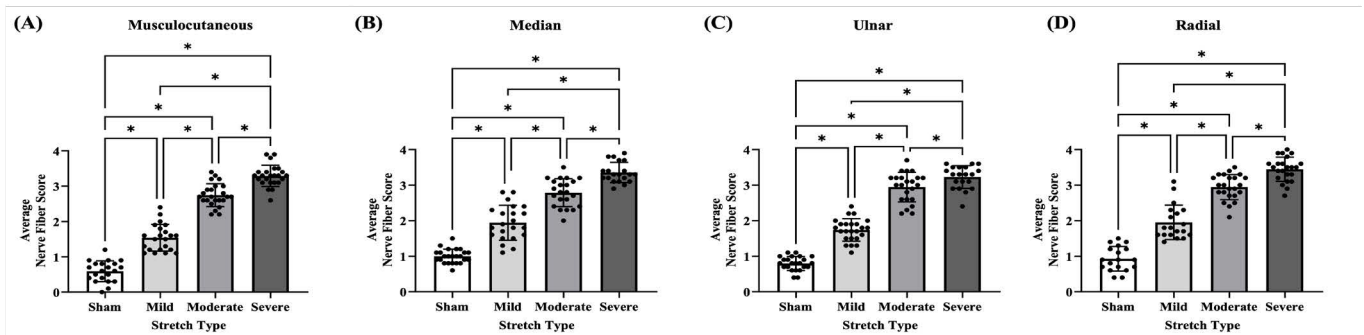 (A)
Musculocutaneous
*
*
*
* * *
Average
Nerve Fiber Score
4
3
2
1
0
Sham Mild Moderate Severe
Stretch Type
(B)
Median
*
*
*
* * *
Average
Nerve Fiber Score
4
3
2
1
0
Sham Mild Moderate Severe
Stretch Type
(C)
Ulnar
*
*
*
* * *
Average
Nerve Fiber Score
4
3
2
1
0
Sham Mild Moderate Severe
Stretch Type
(D)
Radial
*
*
*
* * *
Average
Nerve Fiber Score
4
3
2
1
0
Sham Mild Moderate Severe
Stretch Type